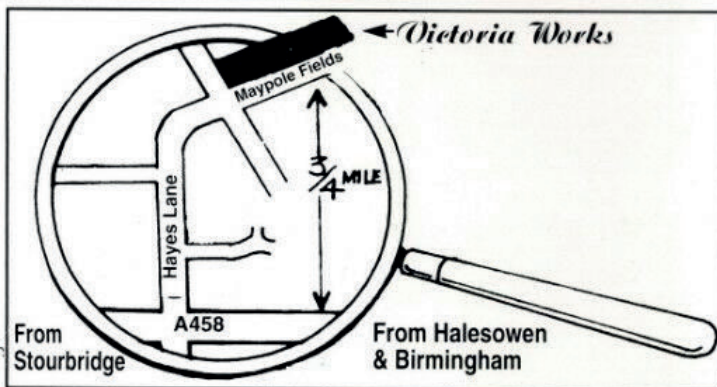 Victoria Works
Maypole Fields
3/4 MILE
Hayes Lane
A458
From
Stourbridge
From Halesowen
& Birmingham